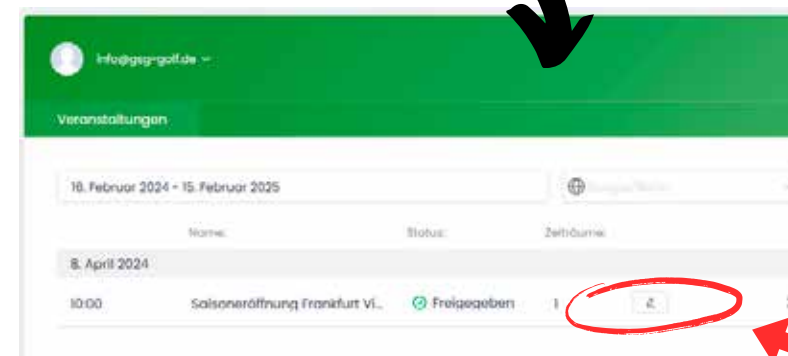 info@gsg-golf.de
Veranstaltungen
16. Februar 2024 - 15. Februar 2025
Name: Status: Zeiträume:
8. April 2024
10:00 Saisoneröffnung Frankfurt Vi... Freigegeben 1